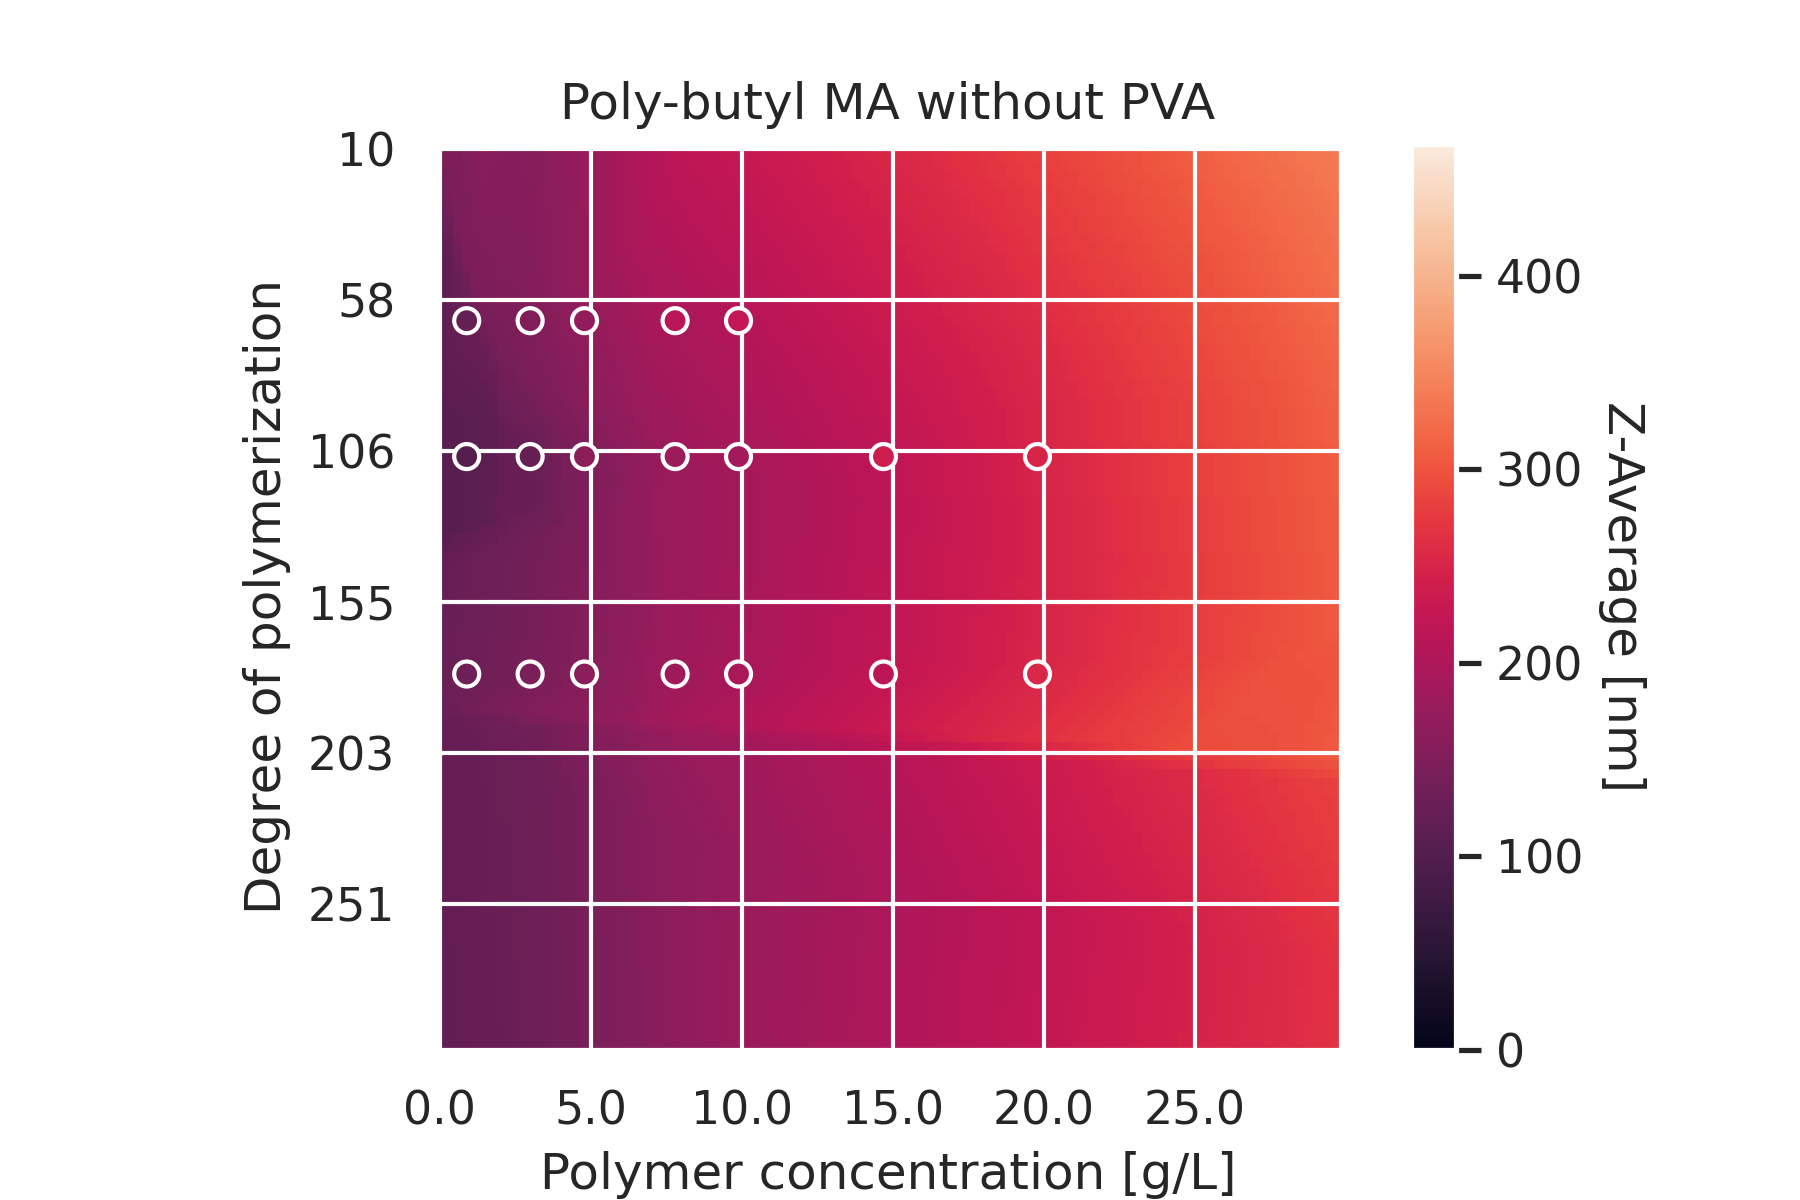 Poly-butyl MA without PVA
Degree of polymerization
10
58
106
155
203
251
0.0 5.0 10.0 15.0 20.0 25.0
Polymer concentration [g/L]
400
300
200
100
0
Z-Average [nm]